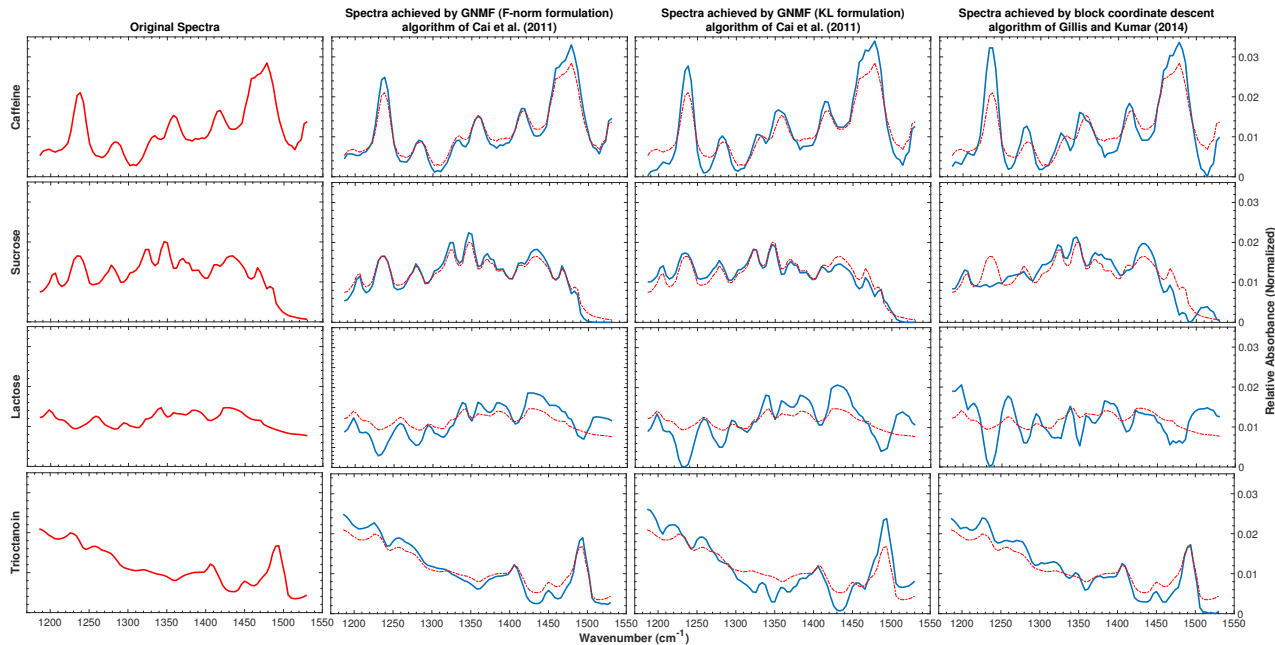 Original Spectra
Spectra achieved by GNMF (F-norm formulation)
algorithm of Cai et al. (2011)
Spectra achieved by GNMF (KL formulation)
algorithm of Cai et al. (2011)
Spectra achieved by block coordinate descent
algorithm of Gillis and Kumar (2014)
Caffeine
0.03
0.02
0.01
0
Sucrose
0.03
0.02
0.01
0
Lactose
0.03
0.02
0.01
0
Trioctanoin
0.03
0.02
0.01
0
Relative Absorbance (Normalized)
1200 1250 1300 1350 1400 1450 1500 1550
1200 1250 1300 1350 1400 1450 1500 1550
1200 1250 1300 1350 1400 1450 1500 1550
1200 1250 1300 1350 1400 1450 1500 1550
Wavenumber (cm⁻¹)